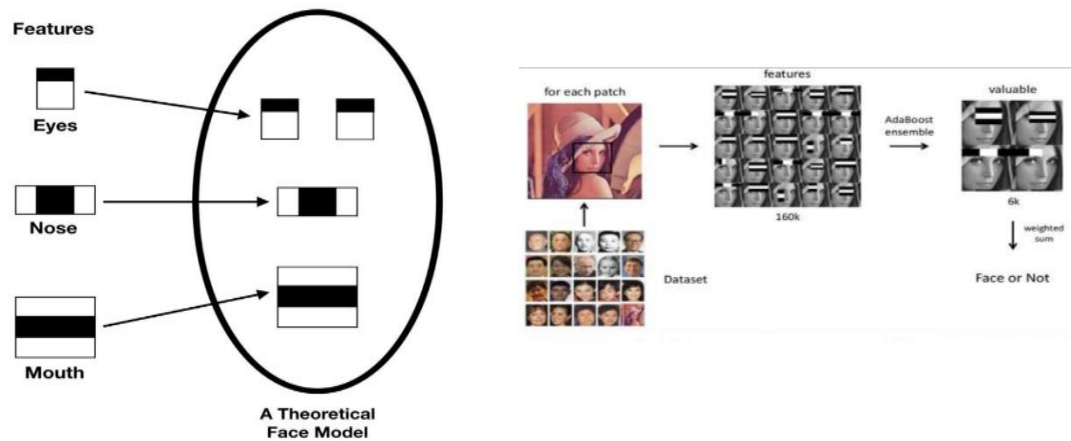 Features
Eyes
Nose
Mouth
A Theoretical
Face Model
for each patch
features
160k
AdaBoost
ensemble
valuable
6k
weighted
sum
Face or Not
Dataset